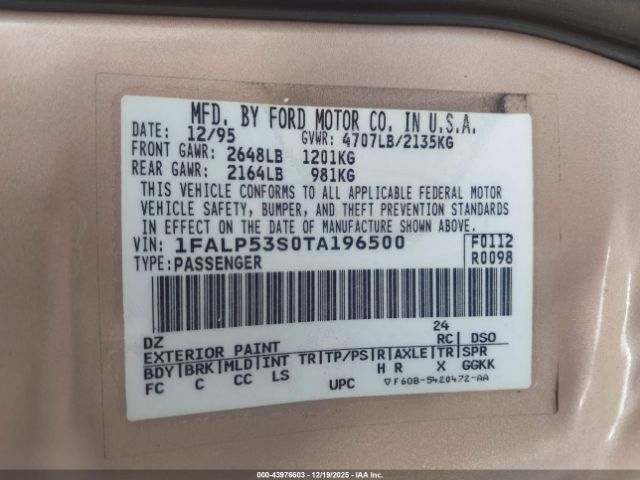 MFD. BY FORD MOTOR CO. IN U.S.A.
DATE: 12/95 GVWR: 4707LB/2135KG
FRONT GAWR: 2648LB 1201KG
REAR GAWR: 2164LB 981KG
THIS VEHICLE CONFORMS TO ALL APPLICABLE FEDERAL MOTOR
VEHICLE SAFETY, BUMPER, AND THEFT PREVENTION STANDARDS
IN EFFECT ON THE DATE OF MANUFACTURE SHOWN ABOVE.
VIN: 1FALP53S0TA196500 F0112
TYPE: PASSENGER R0098
24
DZ RC DSO
EXTERIOR PAINT
BDY BRK MLD INT TR TP/PS R AXLE TR SPR
FC C CC LS UPC H R X GGKK
▽F60B-5420472-AA
000-43976603 - 12/19/2025 - IAA, LLC